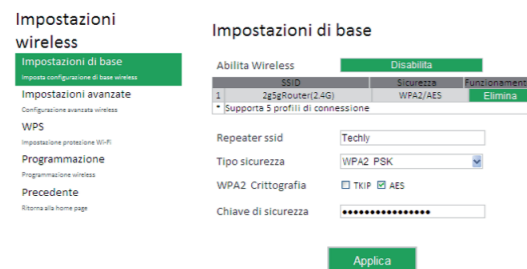 Impostazioni
wireless
Impostazioni di base
Imposta configurazione di base wireless
Impostazioni avanzate
Configurazione avanzata wireless
WPS
Impostazione protezione Wi-Fi
Programmazione
Programmazione wireless
Precedente
Ritorna alla home page
Impostazioni di base
Abilita Wireless Disabilita
SSID Sicurezza Funzionament
1 2g5gRouter(2.4G) WPA2/AES Elimina
* Supporta 5 profili di connessione
Repeater ssid Techly
Tipo sicurezza WPA2 PSK
WPA2 Crittografia TKIP AES
Chiave di sicurezza ••••••••••••••••
Applica